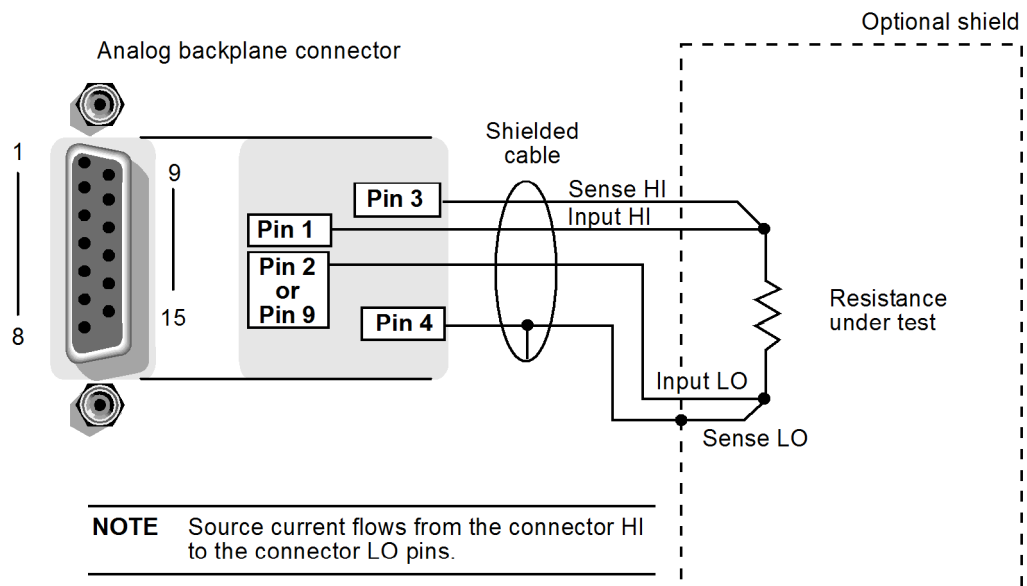 Optional shield
Analog backplane connector
Shielded
cable
1
9
Sense HI
Pin 3
Input HI
Pin 1
Pin 2
or
Pin 9
Resistance
under test
15
Pin 4
8
Input LO
Sense LO
NOTE Source current flows from the connector HI
to the connector LO pins.